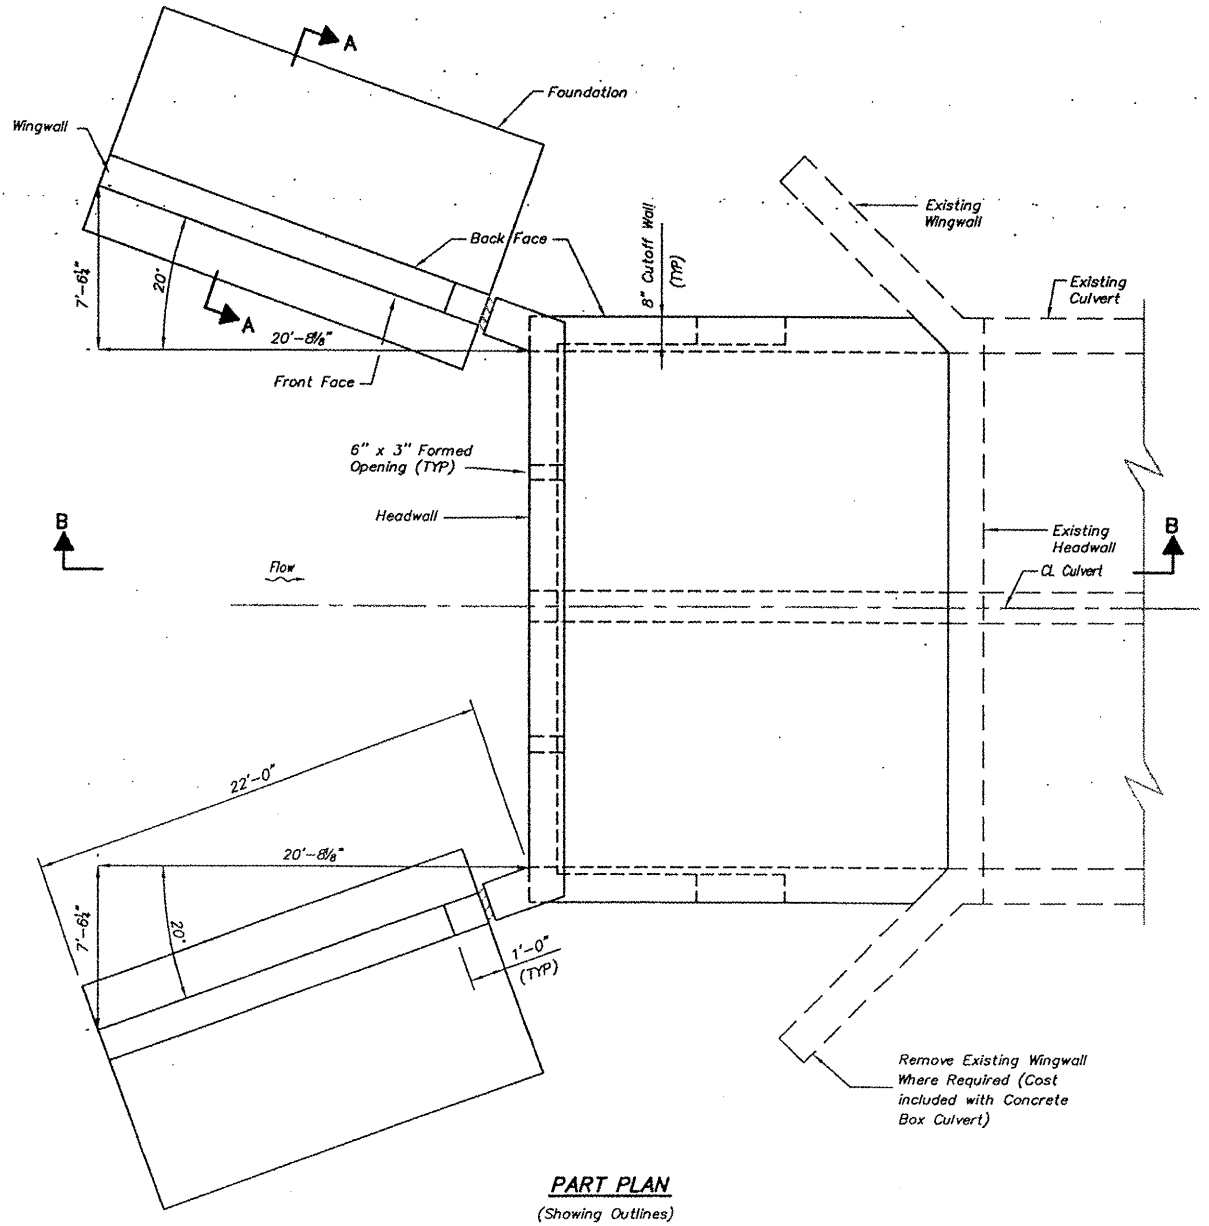 A
Foundation
Wingwall
Existing
Wingwall
Back Face
8" Cutoff Wall
(TYP)
Existing
Culvert
7'-6¼"
20°
A
20'-8⅛"
Front Face
6" x 3" Formed
Opening (TYP)
Headwall
B
B
Existing
Headwall
Flow
CL Culvert
22'-0"
20'-8⅛"
7'-6¼"
20°
1'-0"
(TYP)
Remove Existing Wingwall
Where Required (Cost
included with Concrete
Box Culvert)
PART PLAN
(Showing Outlines)